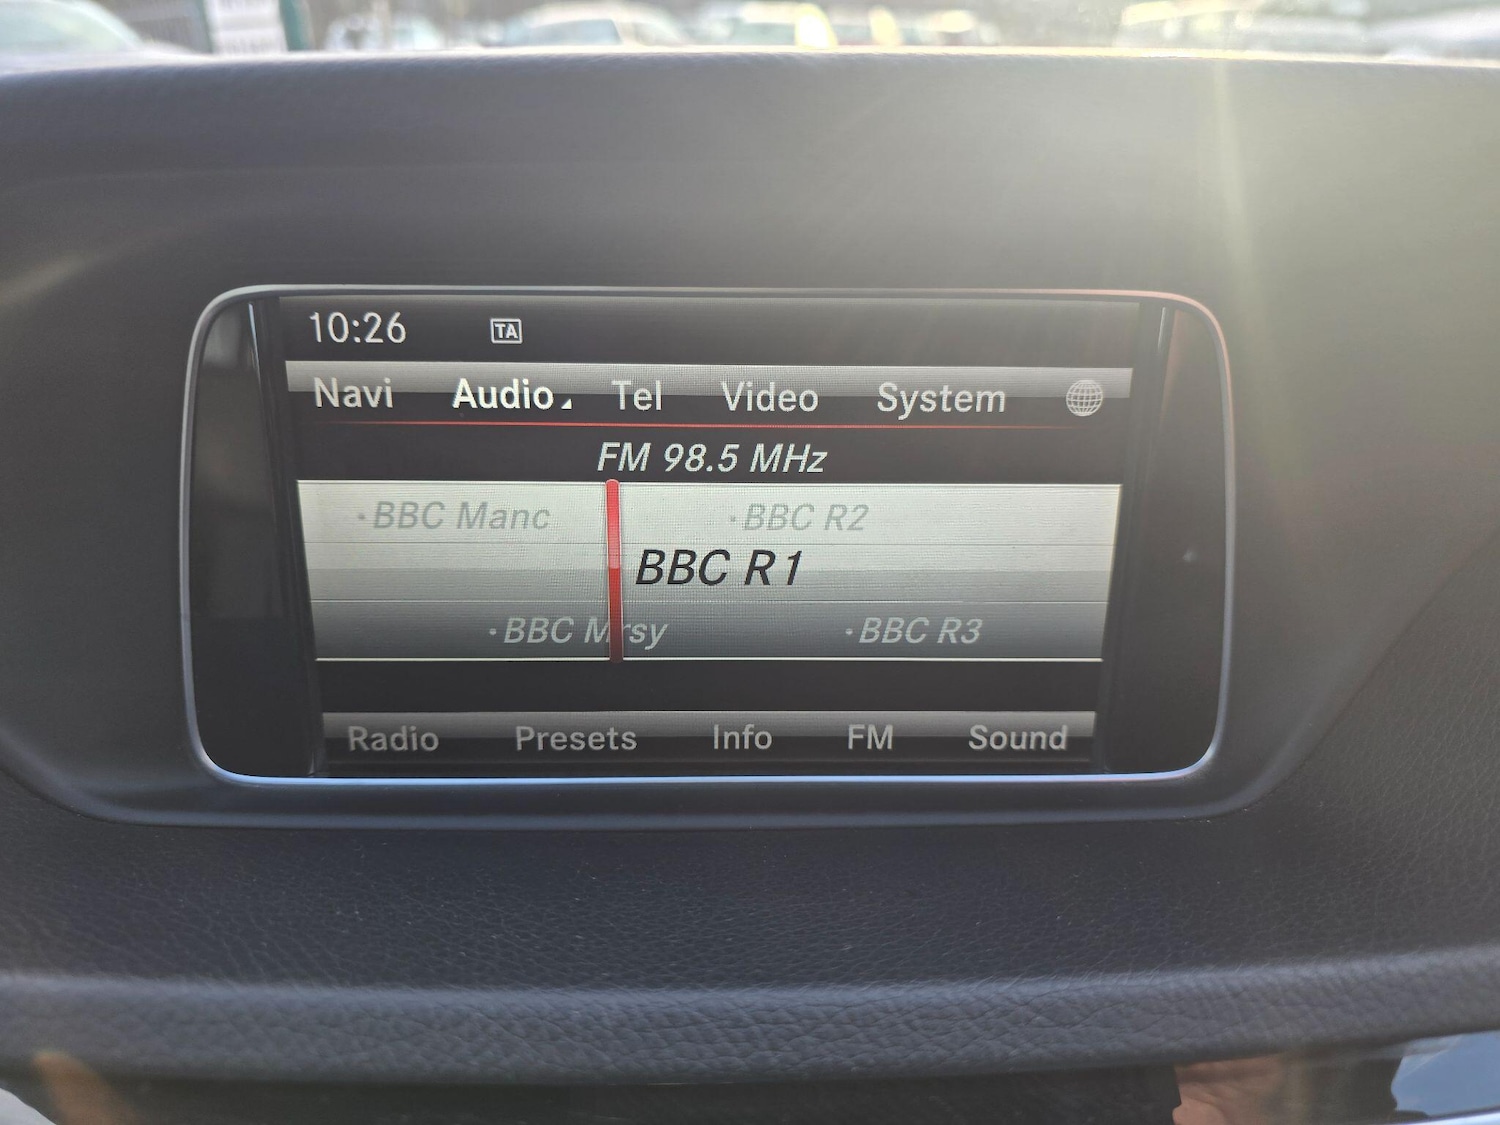 10:26 TA
Navi Audio Tel Video System
FM 98.5 MHz
·BBC Manc ·BBC R2
BBC R1
·BBC Mrsy ·BBC R3
Radio Presets Info FM Sound